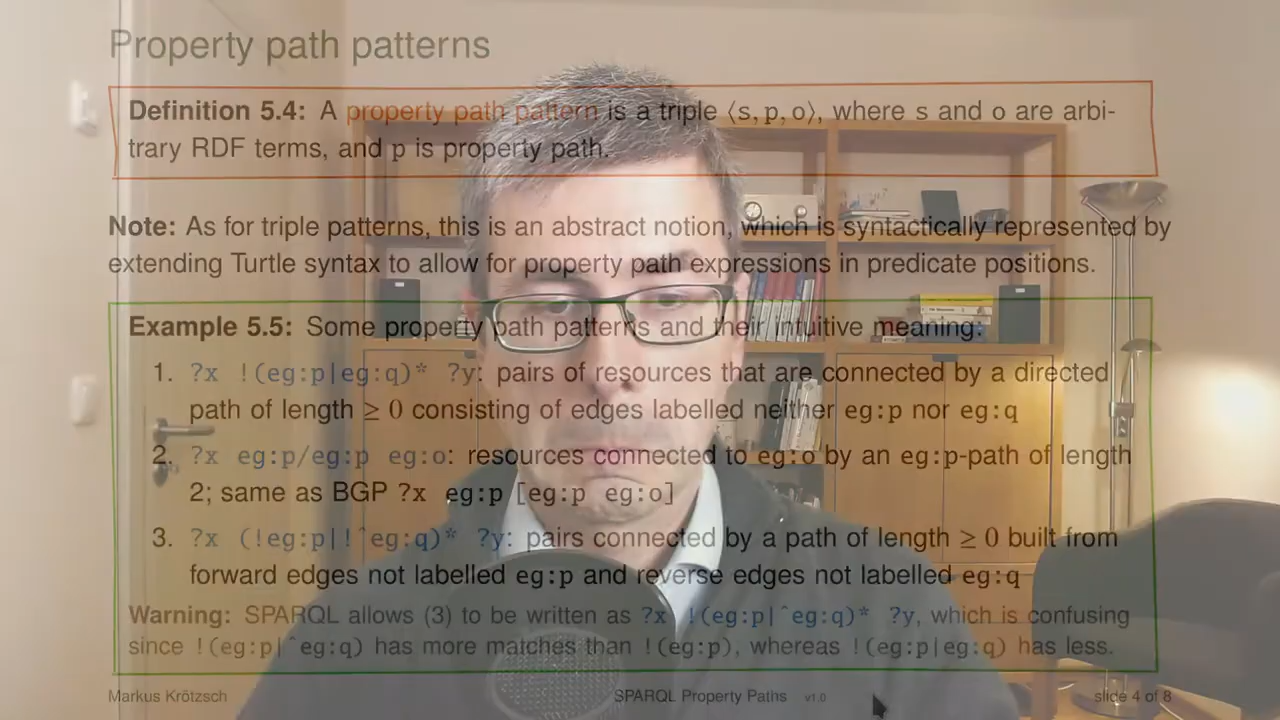 Property path patterns
Definition 5.4: A property path pattern is a triple ⟨s, p, o⟩, where s and o are arbi-
trary RDF terms, and p is property path.
Note: As for triple patterns, this is an abstract notion, which is syntactically represented by
extending Turtle syntax to allow for property path expressions in predicate positions.
Example 5.5: Some property path patterns and their intuitive meaning:
1. ?x !(eg:p|eg:q)* ?y: pairs of resources that are connected by a directed
path of length ≥ 0 consisting of edges labelled neither eg:p nor eg:q
2. ?x eg:p/eg:p eg:o: resources connected to eg:o by an eg:p-path of length
2; same as BGP ?x eg:p [eg:p eg:o]
3. ?x (!eg:p|!^eg:q)* ?y: pairs connected by a path of length ≥ 0 built from
forward edges not labelled eg:p and reverse edges not labelled eg:q
Warning: SPARQL allows (3) to be written as ?x !(eg:p|^eg:q)* ?y, which is confusing
since !(eg:p|^eg:q) has more matches than !(eg:p), whereas !(eg:p|eg:q) has less.
Markus Krötzsch SPARQL Property Paths v1.0 slide 4 of 8